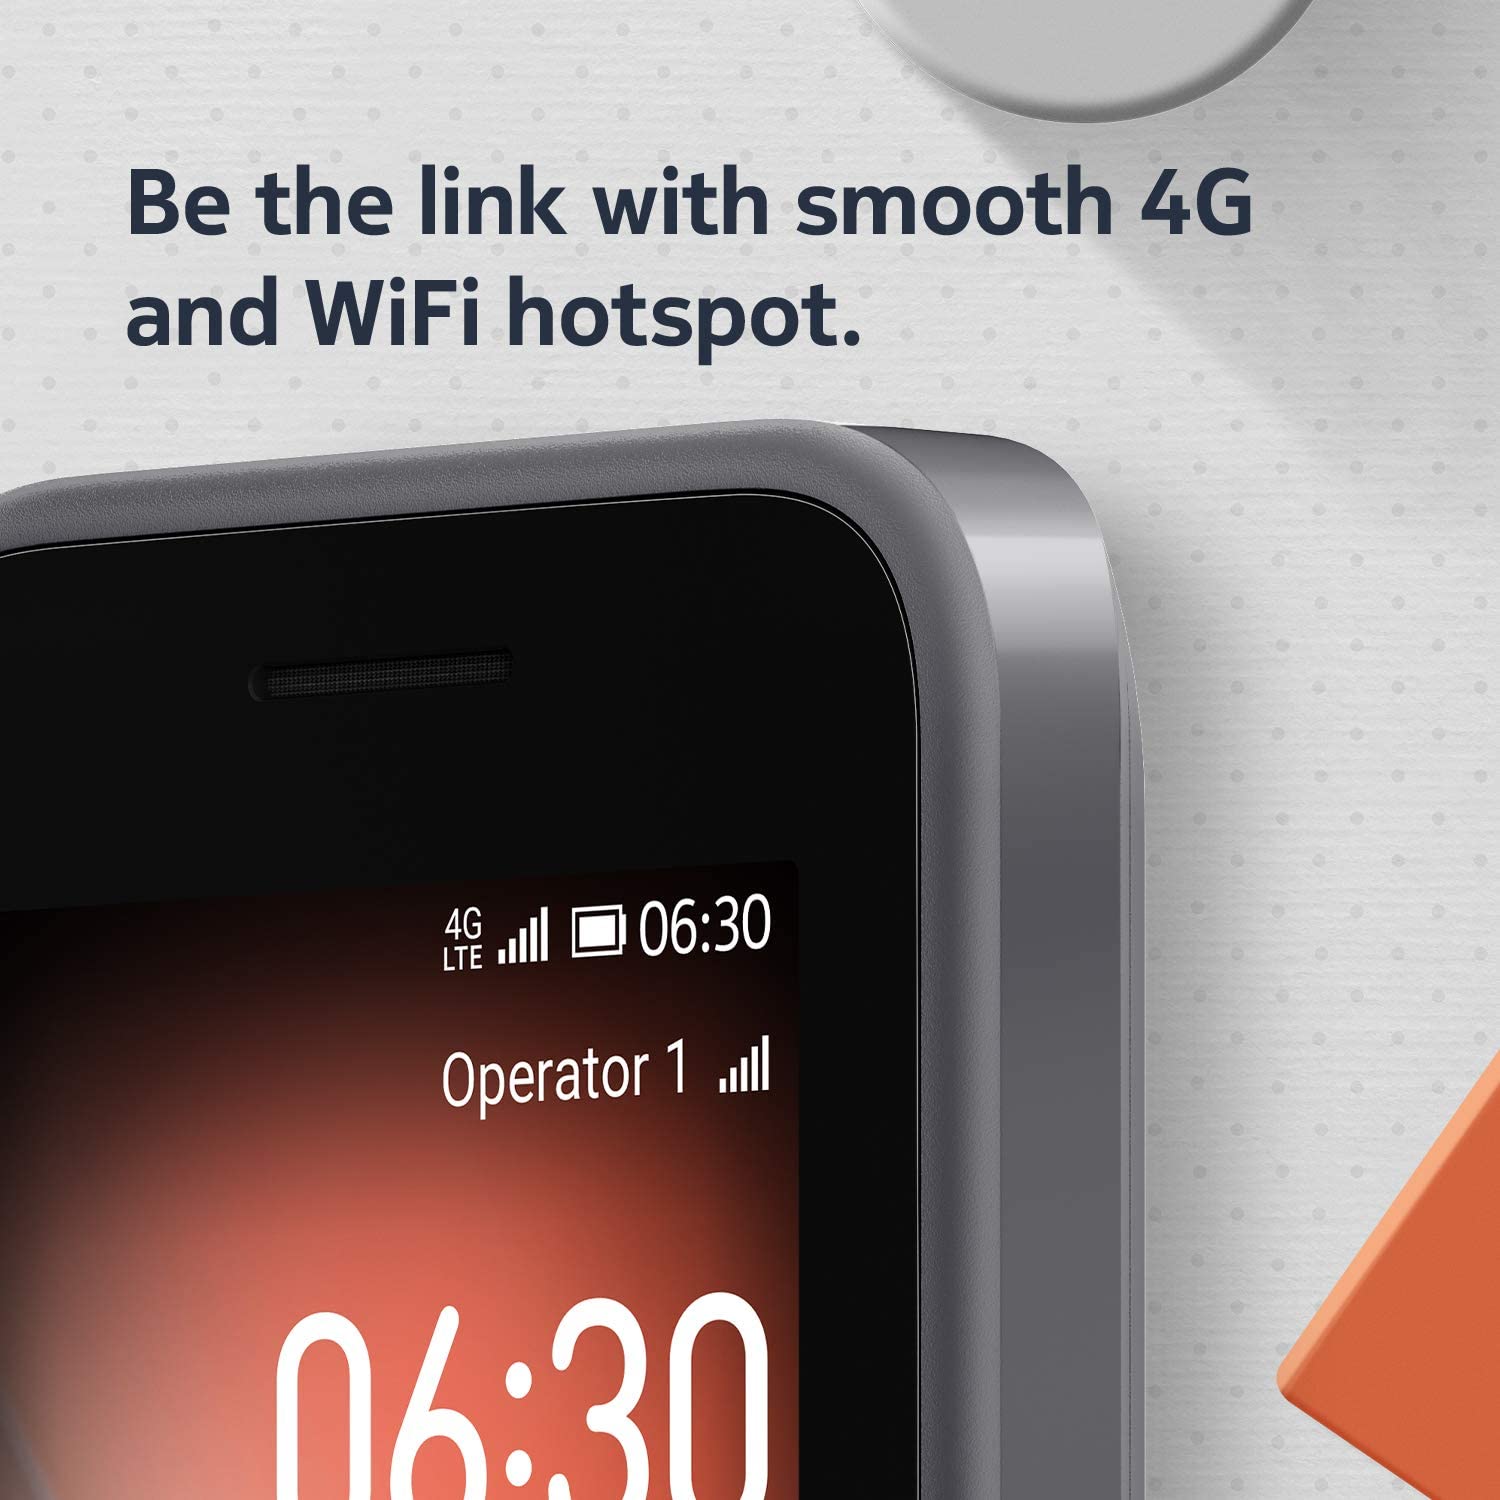 Be the link with smooth 4G
and WiFi hotspot.
4G
LTE
06:30
Operator 1
06:30